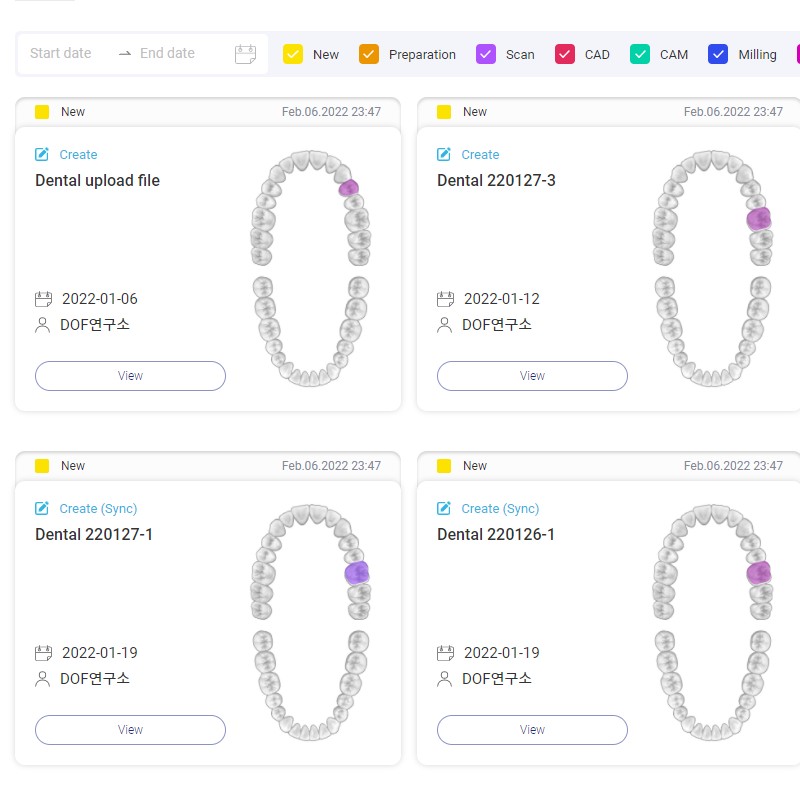 Start date End date New Preparation Scan CAD CAM Milling
New Feb.06.2022 23:47
Create
Dental upload file
2022-01-06
DOF연구소
View
New Feb.06.2022 23:47
Create
Dental 220127-3
2022-01-12
DOF연구소
View
New Feb.06.2022 23:47
Create (Sync)
Dental 220127-1
2022-01-19
DOF연구소
View
New Feb.06.2022 23:47
Create (Sync)
Dental 220126-1
2022-01-19
DOF연구소
View